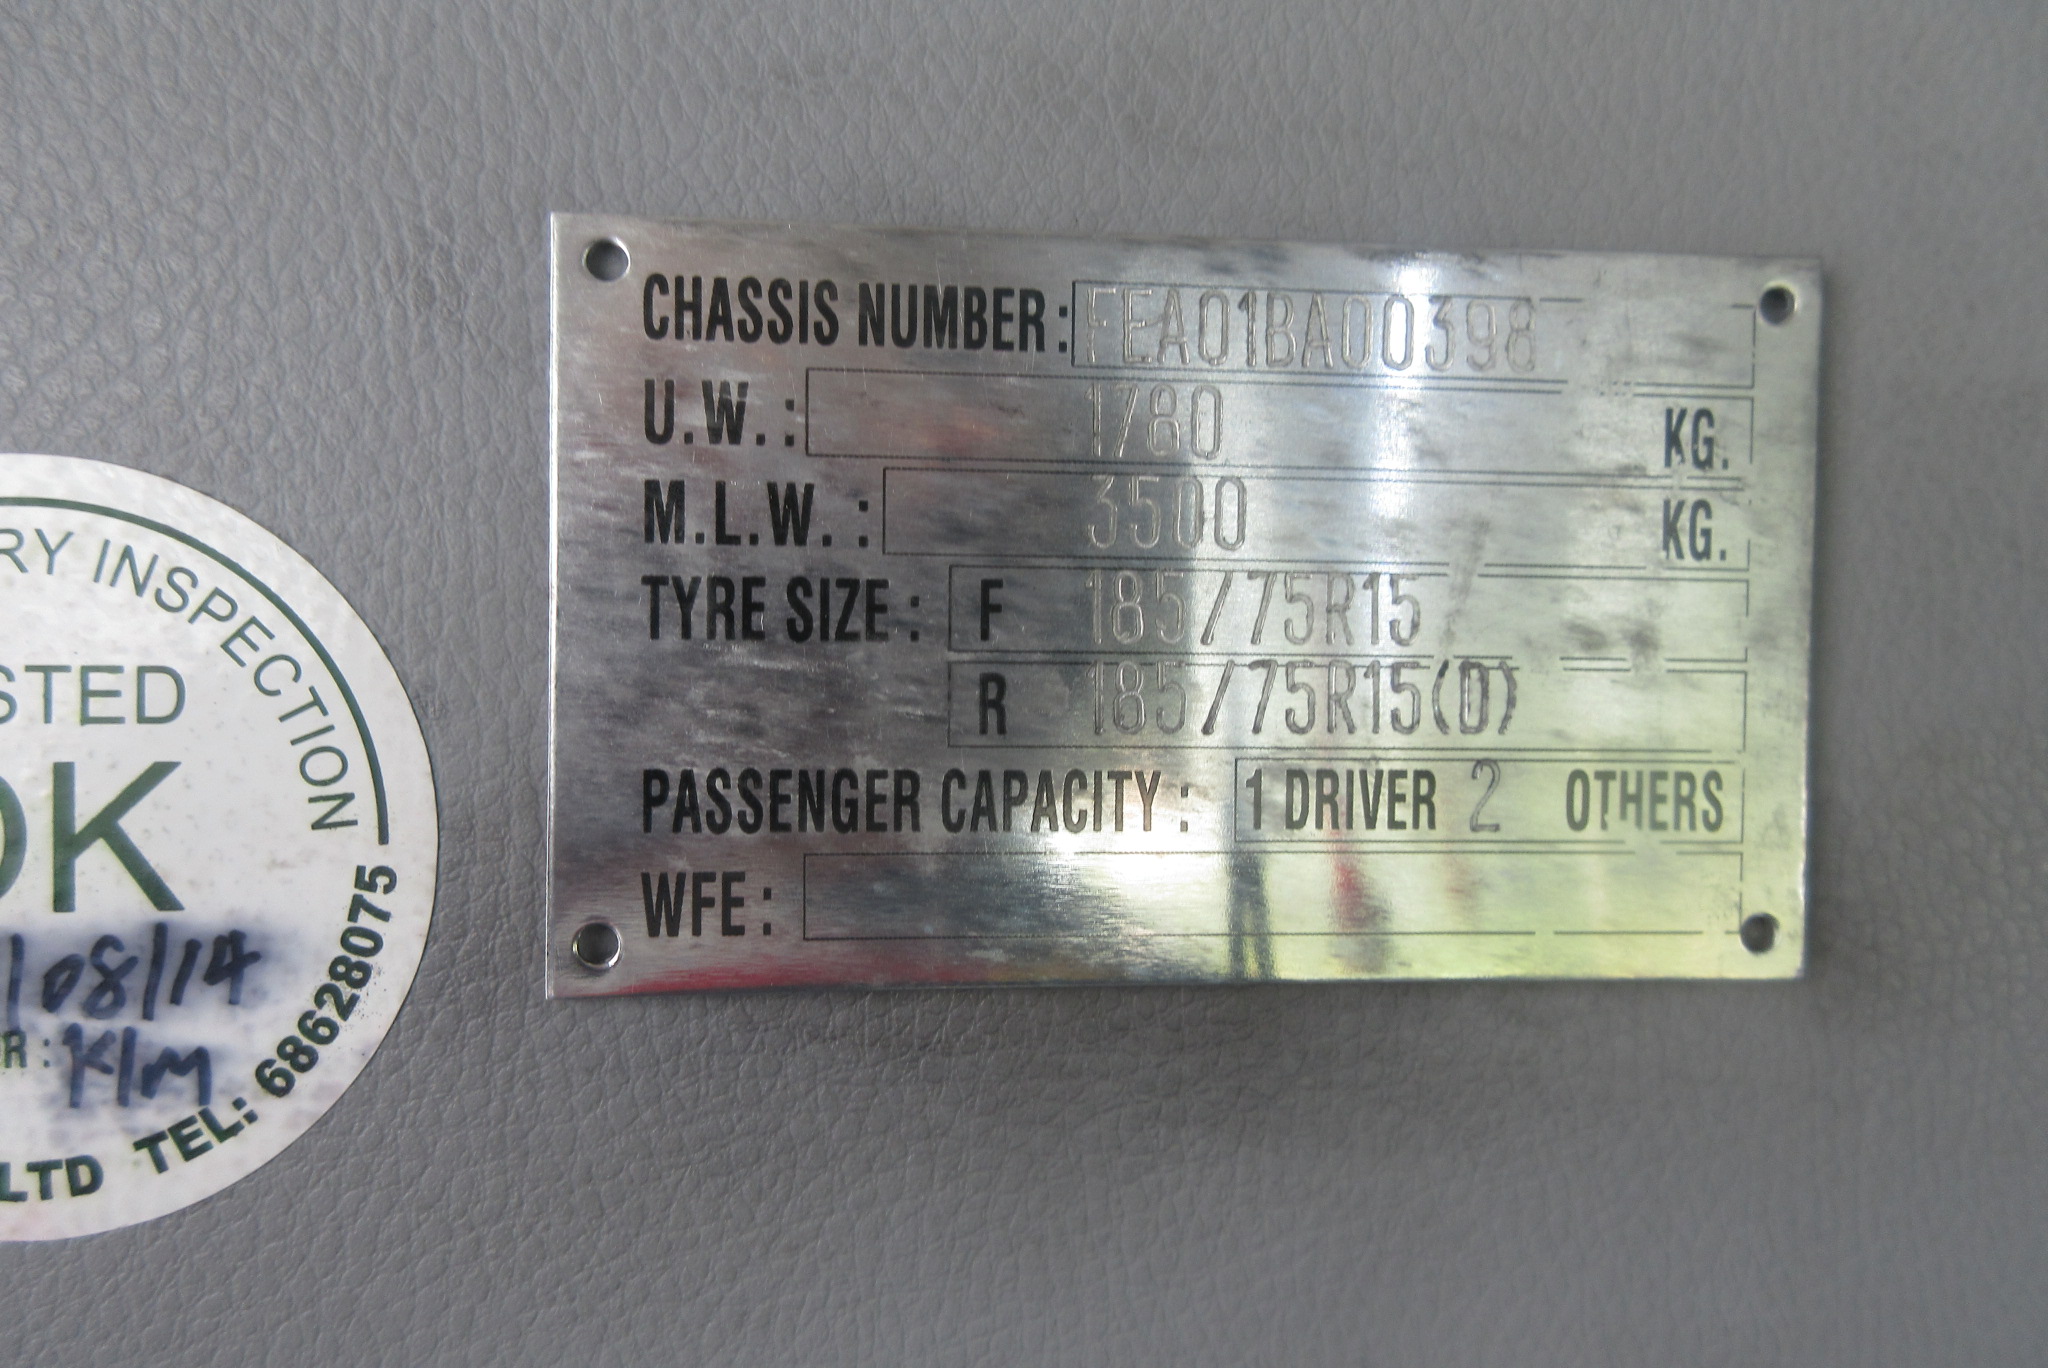 CHASSIS NUMBER: FEA01BA00398
U.W.: 1780 KG.
M.L.W.: 3500 KG.
TYRE SIZE: F 185/75R15
R 185/75R15(D)
PASSENGER CAPACITY: 1 DRIVER 2 OTHERS
WFE:
RY INSPECTION
STED
OK
/08/14
R: KIM
LTD TEL: 68628075